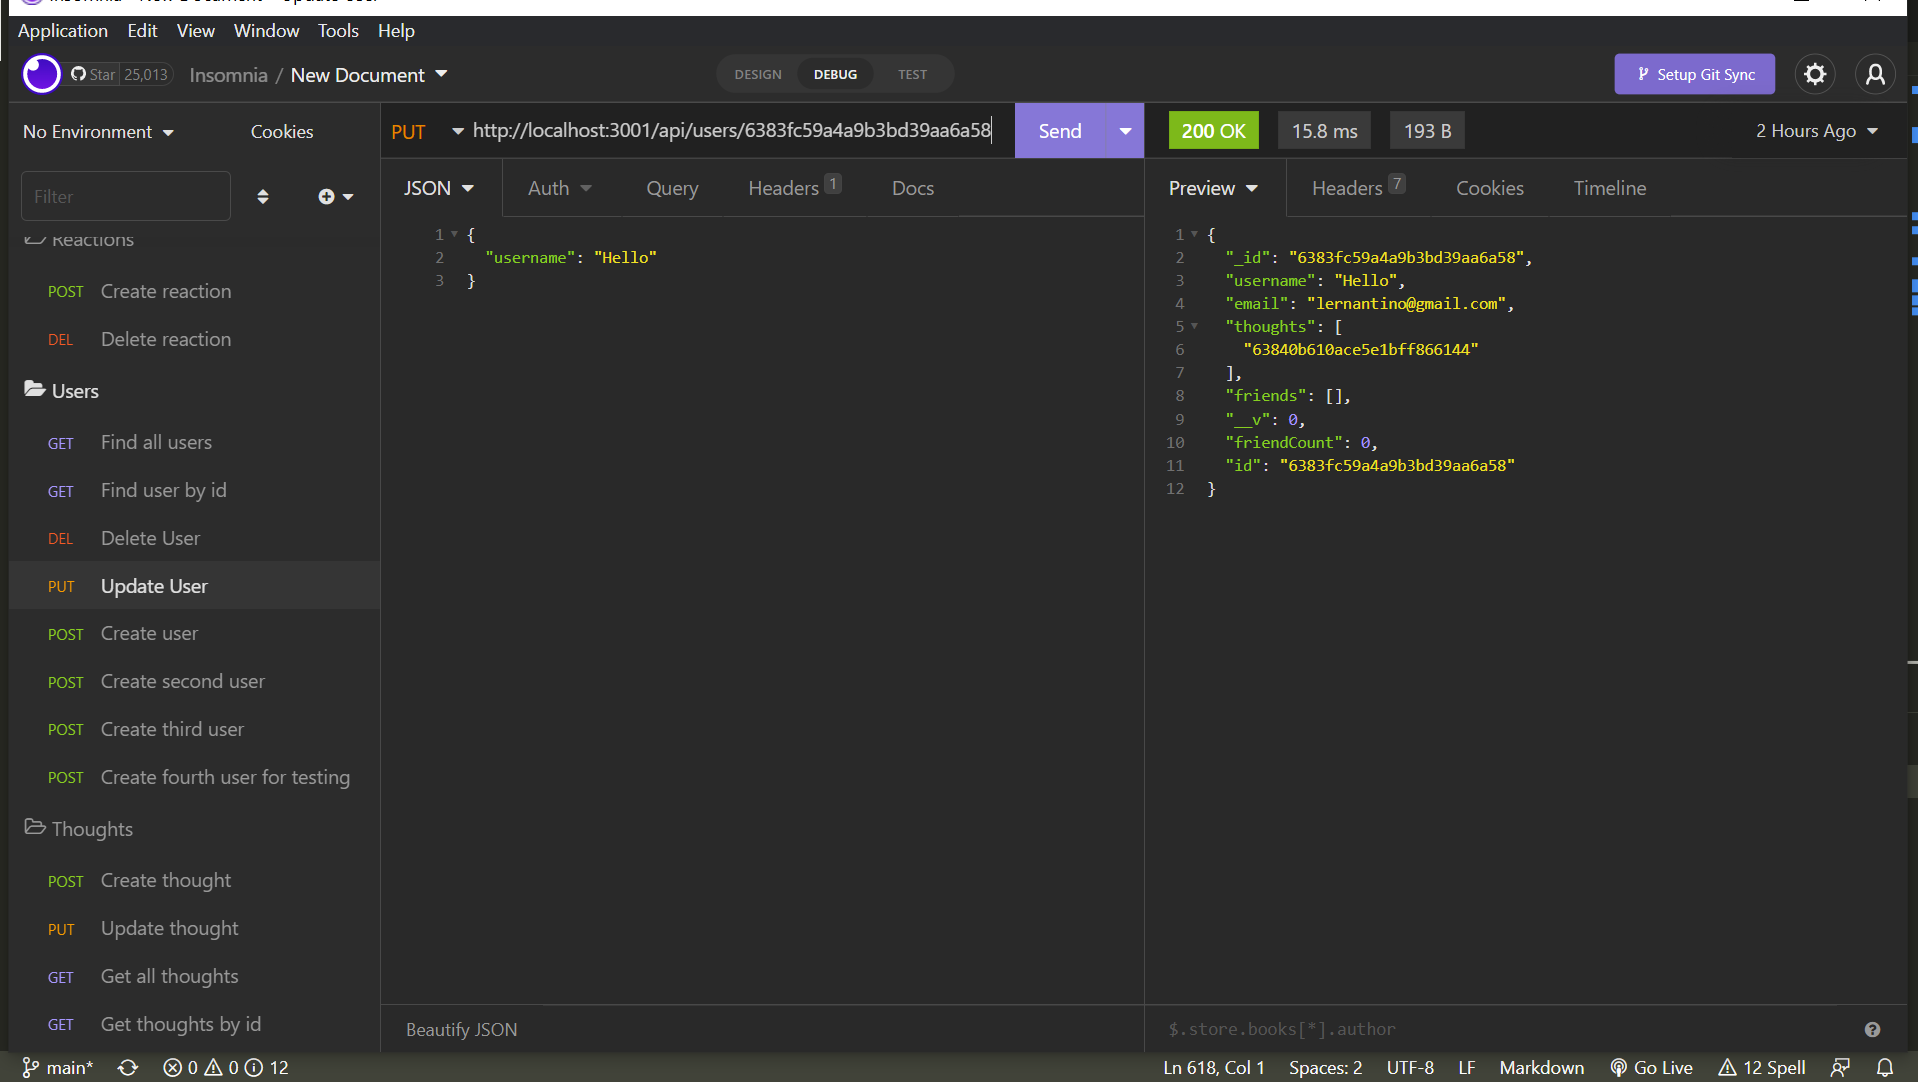 Application Edit View Window Tools Help
Star 25,013 Insomnia / New Document DESIGN DEBUG TEST Setup Git Sync
No Environment Cookies
Filter
Reactions
POST Create reaction
DEL Delete reaction
Users
GET Find all users
GET Find user by id
DEL Delete User
PUT Update User
POST Create user
POST Create second user
POST Create third user
POST Create fourth user for testing
Thoughts
POST Create thought
PUT Update thought
GET Get all thoughts
GET Get thoughts by id
PUT http://localhost:3001/api/users/6383fc59a4a9b3bd39aa6a58 Send
JSON Auth Query Headers 1 Docs
1 {
2 "username": "Hello"
3 }
Beautify JSON
200 OK 15.8 ms 193 B 2 Hours Ago
Preview Headers 7 Cookies Timeline
1 {
2 "_id": "6383fc59a4a9b3bd39aa6a58",
3 "username": "Hello",
4 "email": "lernantino@gmail.com",
5 "thoughts": [
6 "63840b610ace5e1bff866144"
7 ],
8 "friends": [],
9 "__v": 0,
10 "friendCount": 0,
11 "id": "6383fc59a4a9b3bd39aa6a58"
12 }
$.store.books[*].author
main* 0 0 12 Ln 618, Col 1 Spaces: 2 UTF-8 LF Markdown Go Live 12 Spell